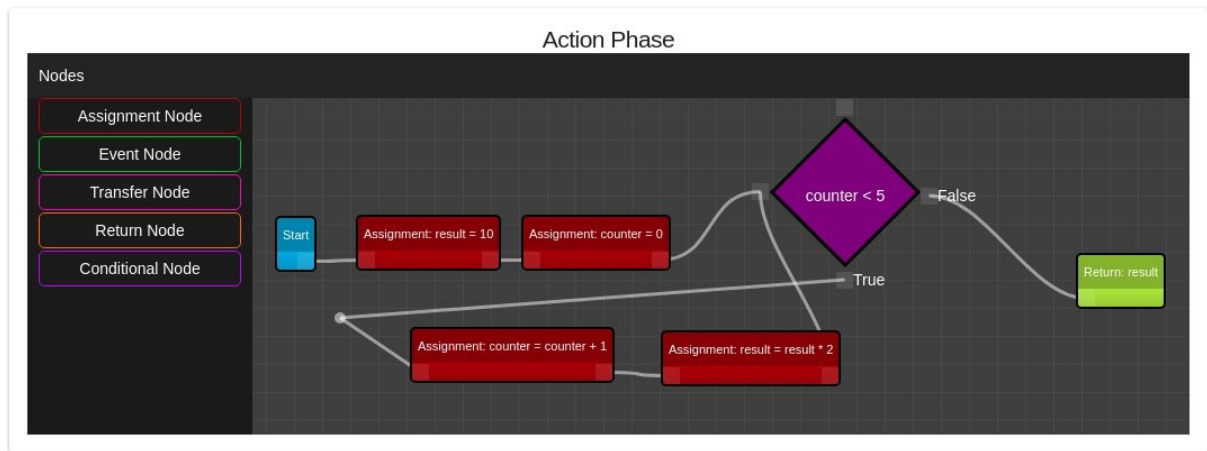 Action Phase
Nodes
Assignment Node
Event Node
Transfer Node
Return Node
Conditional Node
Start
Assignment: result = 10
Assignment: counter = 0
counter < 5
False
True
Return: result
Assignment: counter = counter + 1
Assignment: result = result * 2